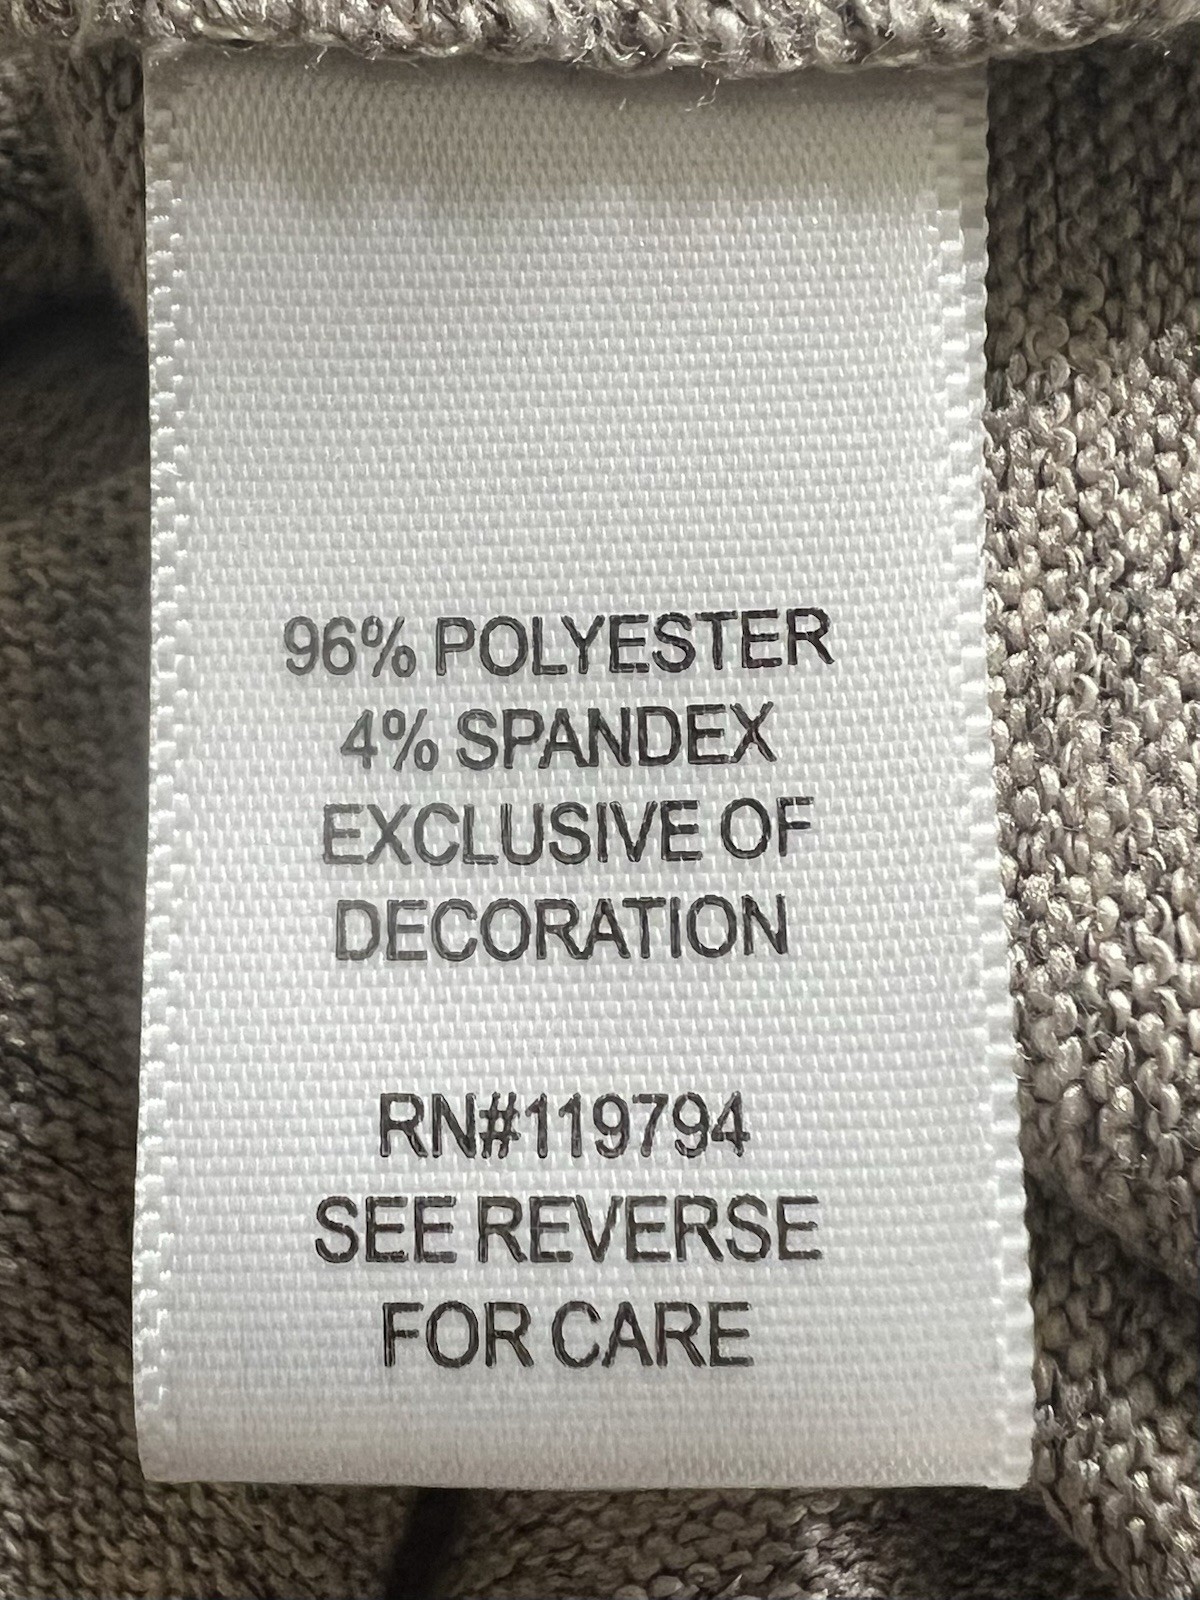 96% POLYESTER
4% SPANDEX
EXCLUSIVE OF
DECORATION
RN#119794
SEE REVERSE
FOR CARE